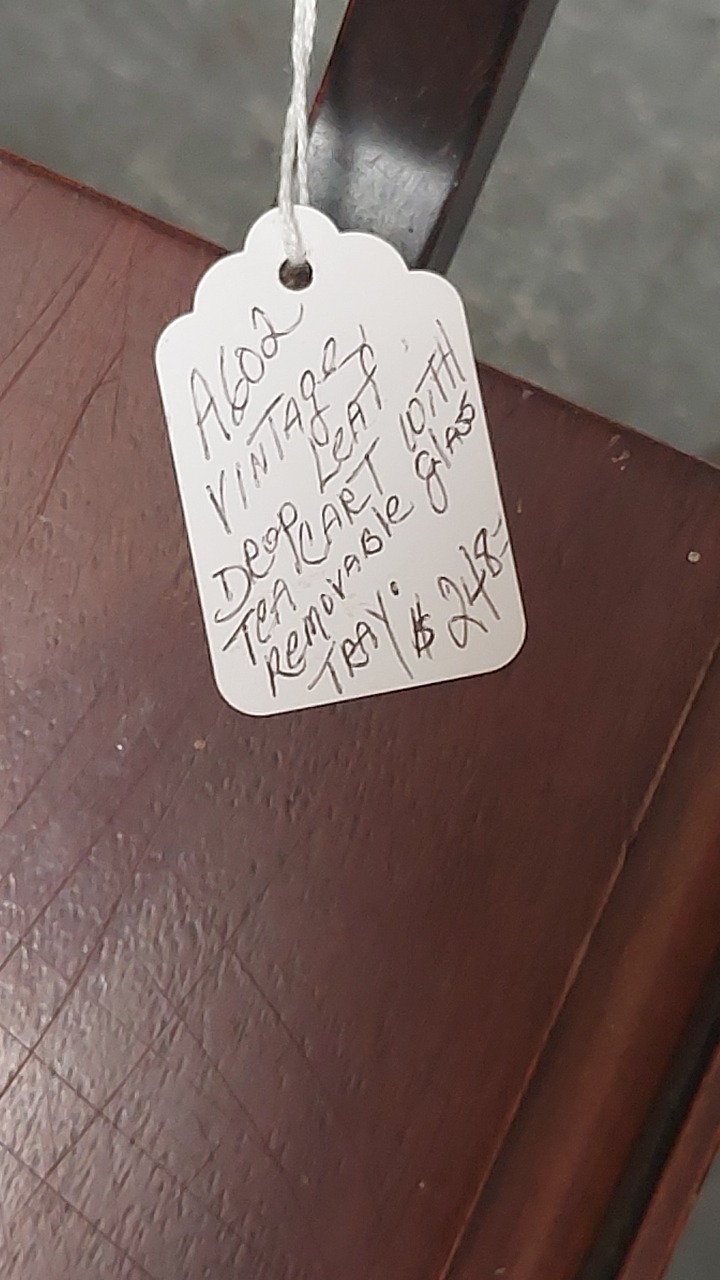 A602
VINTAge
DROP LeAf
TeA CART WITH
ReMOVABle glAss
TRAY. $248-